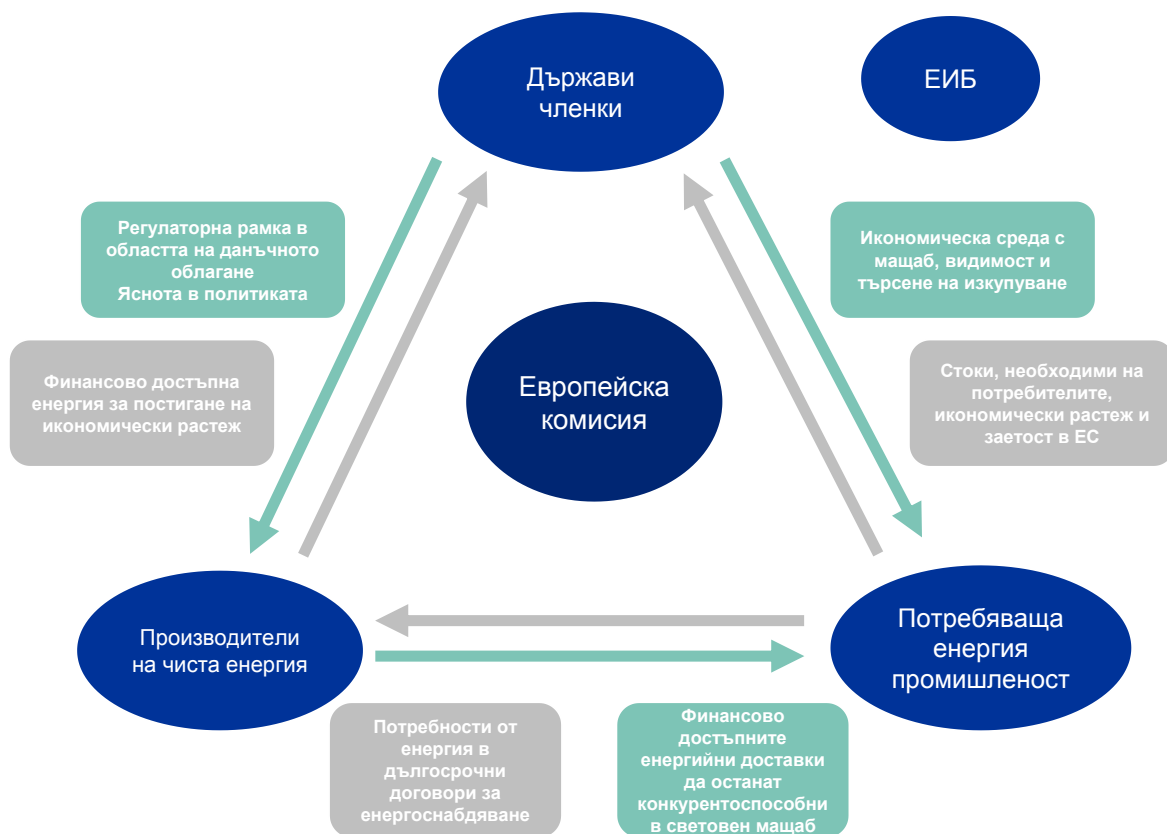 Държави
членки
ЕИБ
Регулаторна рамка в
областта на данъчното
облагане
Яснота в политиката
Икономическа среда с
мащаб, видимост и
търсене на изкупуване
Финансово достъпна
енергия за постигане на
икономически растеж
Европейска
комисия
Стоки, необходими на
потребителите,
икономически растеж и
заетост в ЕС
Производители
на чиста енергия
Потребяваща
енергия
промишленост
Потребности от
енергия в
дългосрочни
договори за
енергоснабдяване
Финансово
достъпните
енергийни доставки
да останат
конкурентоспособни
в световен мащаб